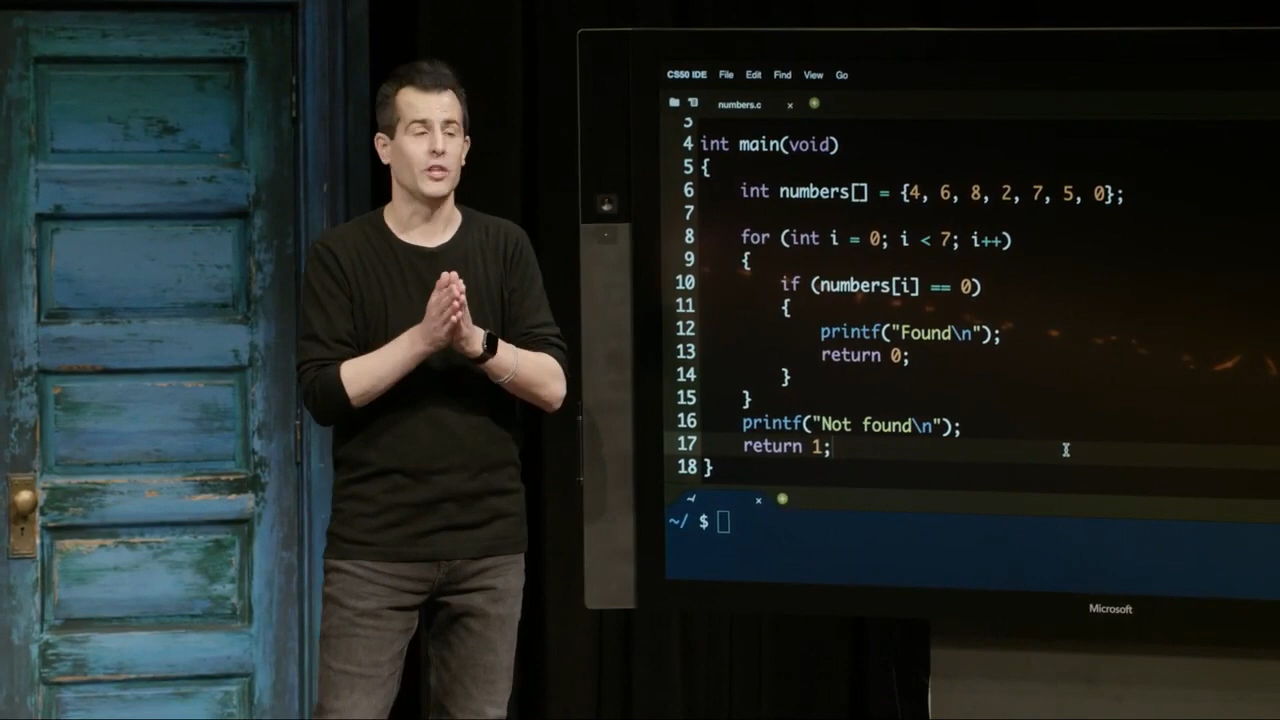 CS50 IDE File Edit Find View Go
numbers.c ×
3
4 int main(void)
5 {
6     int numbers[] = {4, 6, 8, 2, 7, 5, 0};
7
8     for (int i = 0; i < 7; i++)
9     {
10         if (numbers[i] == 0)
11         {
12             printf("Found\n");
13             return 0;
14         }
15     }
16     printf("Not found\n");
17     return 1;
18 }
~/ ×
~/ $
Microsoft